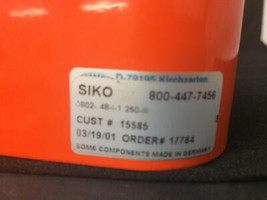 D-79195 Kirchzarten
SIKO 800-447-7456
CUST # 15585
03/19/01 ORDER# 17784
SOME COMPONENTS MADE IN GERMANY